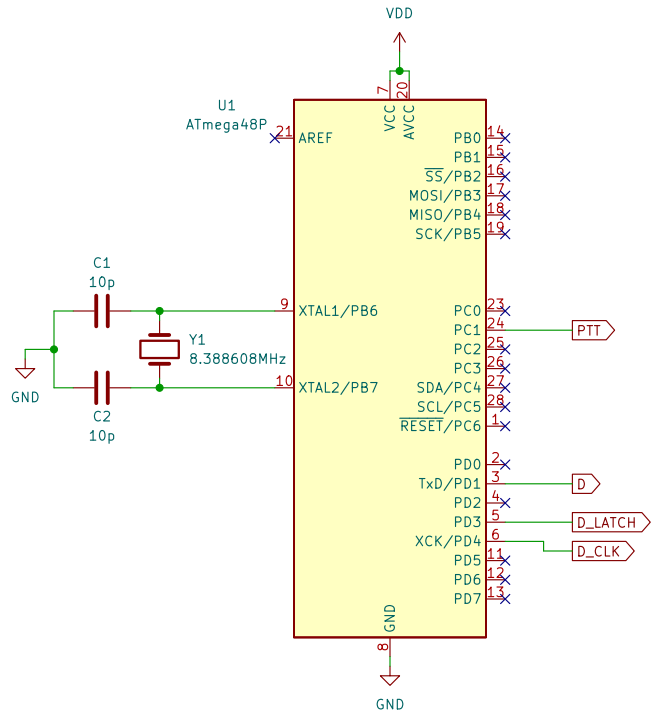 VDD
U1
ATmega48P
7
20
VCC
AVCC
21
AREF
PB0
14
PB1
15
SS/PB2
16
MOSI/PB3
17
MISO/PB4
18
SCK/PB5
19
C1
10p
9
XTAL1/PB6
Y1
8.388608MHz
10
XTAL2/PB7
GND
C2
10p
PC0
23
PC1
24
PTT
PC2
25
PC3
26
SDA/PC4
27
SCL/PC5
28
RESET/PC6
1
PD0
2
TxD/PD1
3
D
PD2
4
PD3
5
D_LATCH
XCK/PD4
6
D_CLK
PD5
11
PD6
12
PD7
13
GND
8
GND